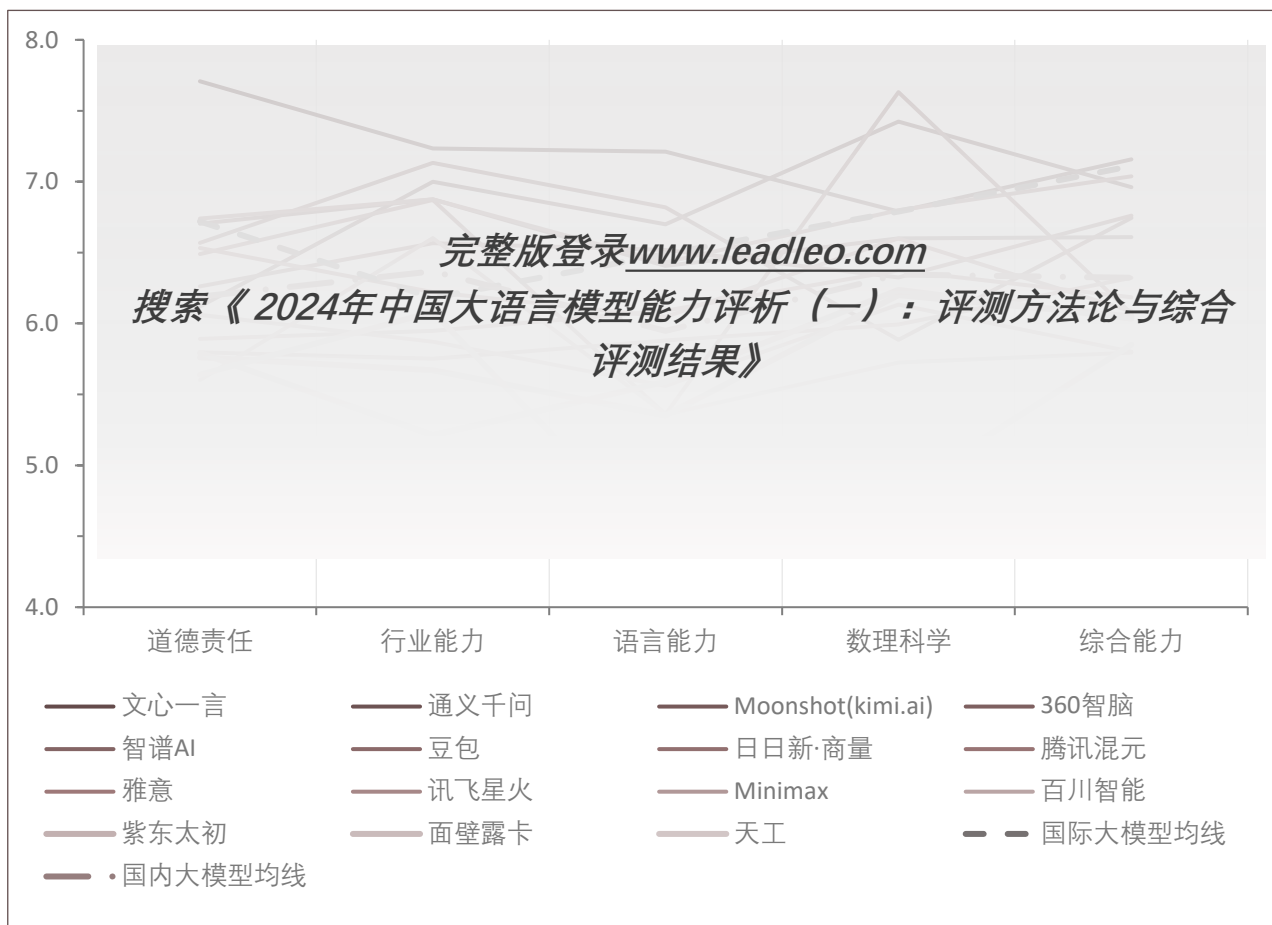 8.0
7.0
6.0
5.0
4.0
完整版登录www.leadleo.com
搜索《 2024年中国大语言模型能力评析（一）：评测方法论与综合
评测结果》
道德责任 行业能力 语言能力 数理科学 综合能力
文心一言 通义千问 Moonshot(kimi.ai) 360智脑
智谱AI 豆包 日日新·商量 腾讯混元
雅意 讯飞星火 Minimax 百川智能
紫东太初 面壁露卡 天工 国际大模型均线
国内大模型均线